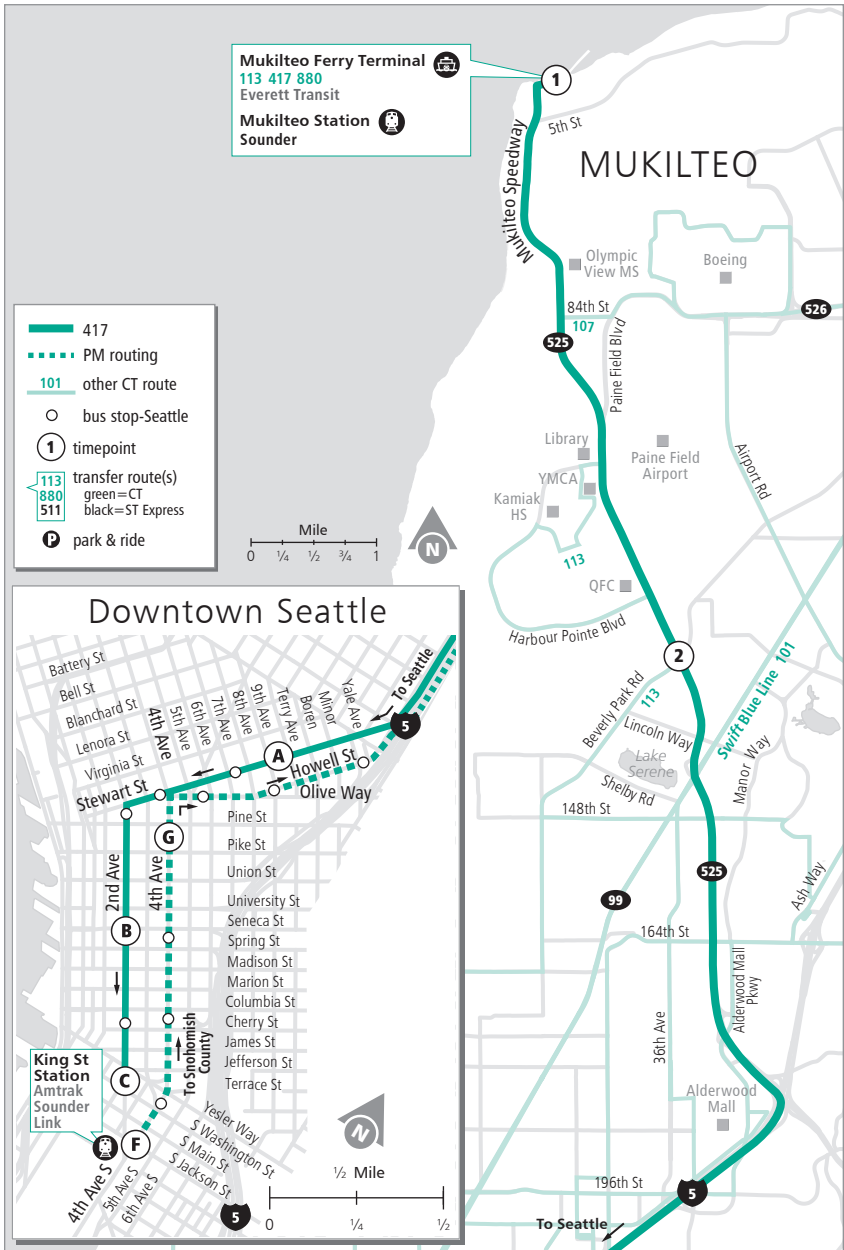 Mukilteo Ferry Terminal
113 417 880
Everett Transit
Mukilteo Station
Sounder
1
5th St
Mukilteo Speedway
MUKILTEO
Olympic
View MS
Boeing
84th St
107
526
525
Paine Field Blvd
417
PM routing
101 other CT route
bus stop-Seattle
1 timepoint
113 transfer route(s)
880 green=CT
511 black=ST Express
P park & ride
Library
Paine Field
Airport
Airport Rd
YMCA
Kamiak
HS
Mile
0 ¼ ½ ¾ 1
N
113
QFC
Harbour Pointe Blvd
2
Beverly Park Rd
113
Swift Blue Line 101
Lincoln Way
Lake
Serene
Manor Way
Shelby Rd
148th St
525
99
Ash Way
164th St
Alderwood Mall
Pkwy
36th Ave
Alderwood
Mall
196th St
5
To Seattle
Downtown Seattle
Battery St
Bell St
Blanchard St
Lenora St
Virginia St
Stewart St
4th Ave
5th Ave
6th Ave
7th Ave
8th Ave
9th Ave
Terry Ave
Boren
Minor
Yale Ave
To Seattle
5
A
Howell St
Olive Way
G
Pine St
Pike St
Union St
University St
Seneca St
Spring St
Madison St
Marion St
Columbia St
Cherry St
James St
Jefferson St
Terrace St
2nd Ave
4th Ave
B
C
To Snohomish
County
King St
Station
Amtrak
Sounder
Link
F
Yesler Way
S Washington St
S Main St
S Jackson St
4th Ave S
5th Ave S
6th Ave S
5
N
½ Mile
0 ¼ ½